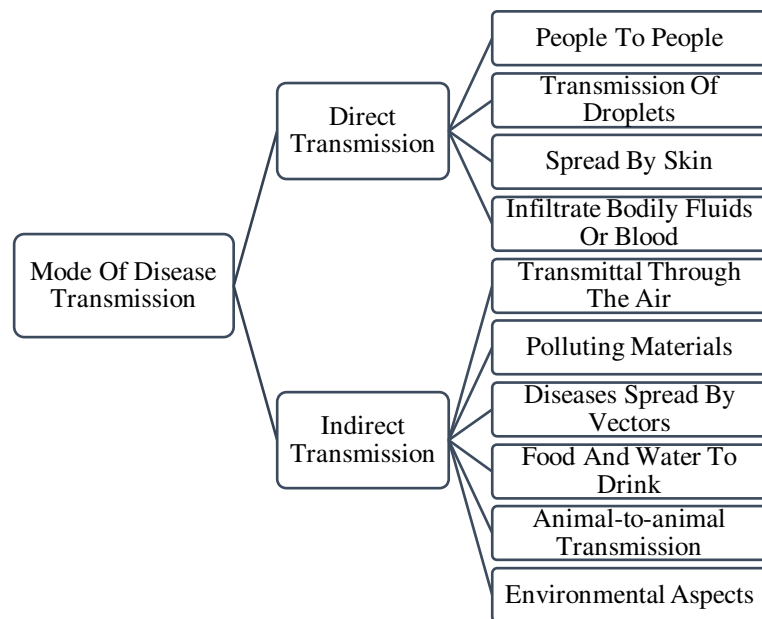 Mode Of Disease
Transmission
Direct
Transmission
People To People
Transmission Of
Droplets
Spread By Skin
Infiltrate Bodily Fluids
Or Blood
Indirect
Transmission
Transmittal Through
The Air
Polluting Materials
Diseases Spread By
Vectors
Food And Water To
Drink
Animal-to-animal
Transmission
Environmental Aspects